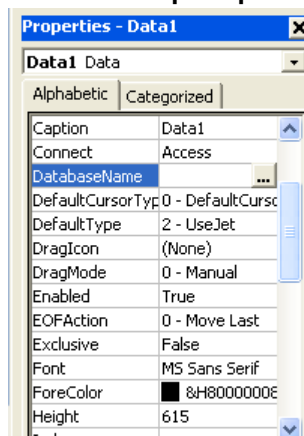 Properties - Data1
Data1 Data
Alphabetic Categorized
Caption Data1
Connect Access
DatabaseName ...
DefaultCursorTyp 0 - DefaultCurso
DefaultType 2 - UseJet
DragIcon (None)
DragMode 0 - Manual
Enabled True
EOFAction 0 - Move Last
Exclusive False
Font MS Sans Serif
ForeColor &H80000008
Height 615